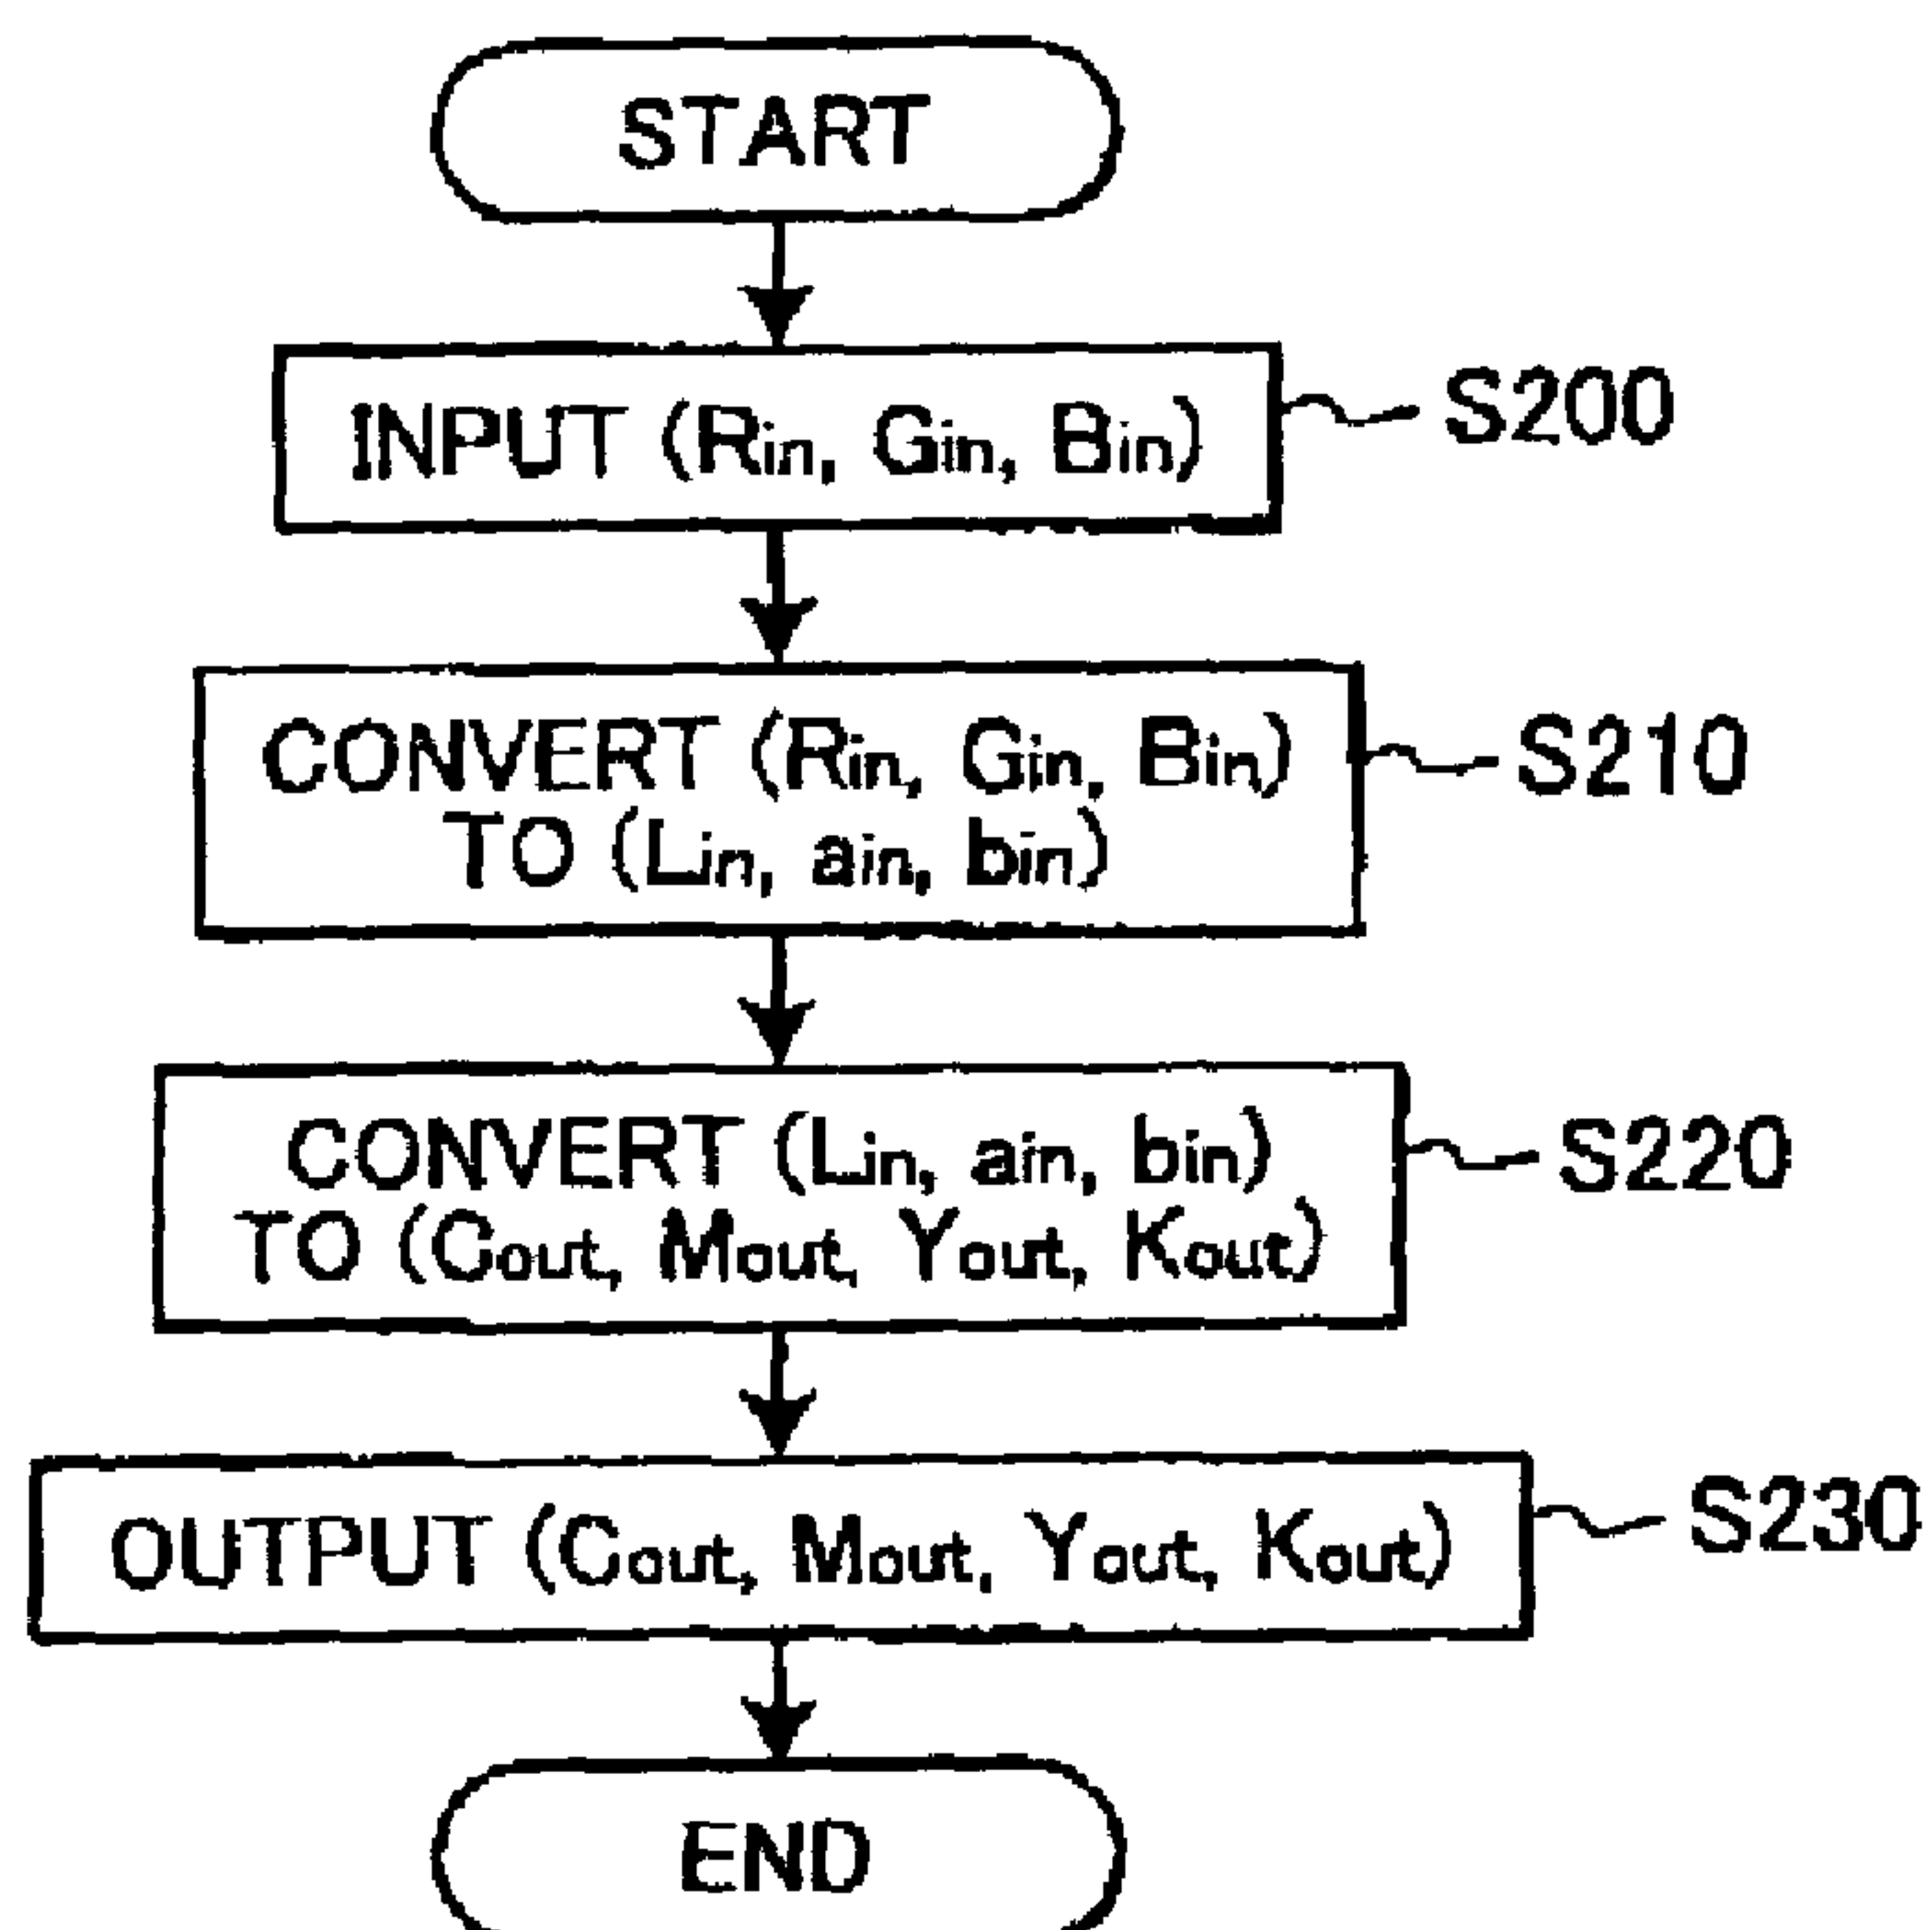 START
INPUT (Rin, Gin, Bin)
S200
CONVERT (Rin, Gin, Bin)
TO (Lin, ain, bin)
S210
CONVERT (Lin, ain, bin)
TO (Cout, Mout, Yout, Kout)
S220
OUTPUT (Cout, Mout, Yout, Kout)
S230
END